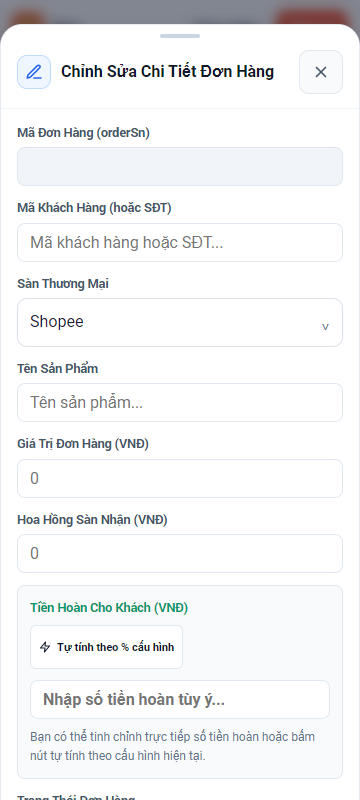 Chỉnh Sửa Chi Tiết Đơn Hàng
Mã Đơn Hàng (orderSn)
Mã Khách Hàng (hoặc SĐT)
Mã khách hàng hoặc SĐT...
Sàn Thương Mại
Shopee
Tên Sản Phẩm
Tên sản phẩm...
Giá Trị Đơn Hàng (VNĐ)
0
Hoa Hồng Sàn Nhận (VNĐ)
0
Tiền Hoàn Cho Khách (VNĐ)
Tự tính theo % cấu hình
Nhập số tiền hoàn tùy ý...
Bạn có thể tinh chỉnh trực tiếp số tiền hoàn hoặc bấm
nút tự tính theo cấu hình hiện tại.
Trạng Thái Đơn Hàng